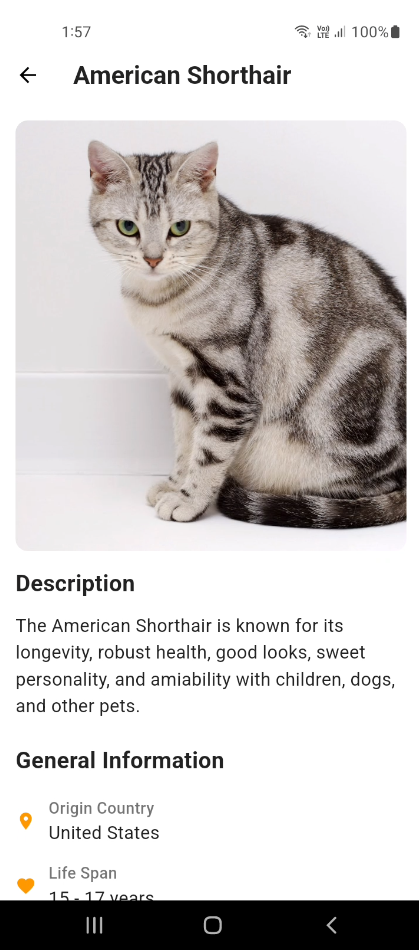 1:57
Vo)) LTE 100%
American Shorthair
Description
The American Shorthair is known for its
longevity, robust health, good looks, sweet
personality, and amiability with children, dogs,
and other pets.
General Information
Origin Country
United States
Life Span
15 - 17 years